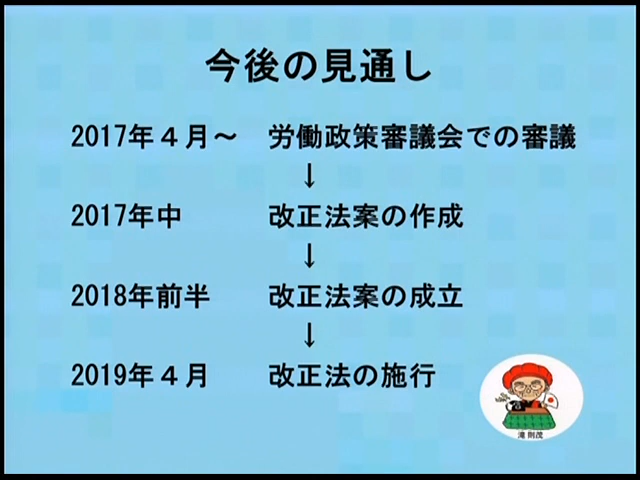 今後の見通し
2017年４月～ 労働政策審議会での審議
↓
2017年中 改正法案の作成
↓
2018年前半 改正法案の成立
↓
2019年４月 改正法の施行
滝 則茂